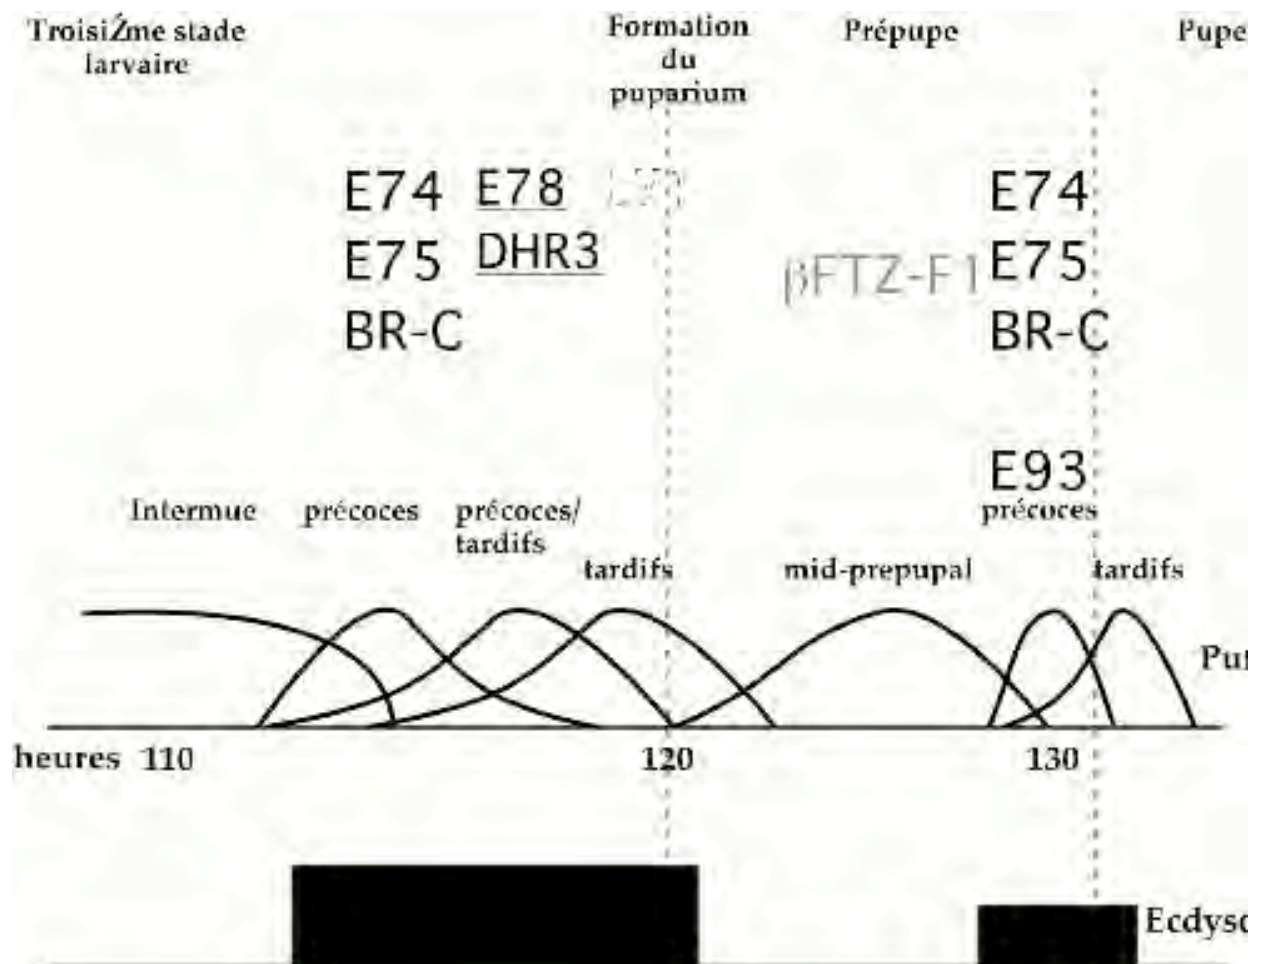 TroisiŽme stade
larvaire
Formation
du
puparium
Prépupe
Pupe
E74
E75
BR-C
E78
DHR3
βFTZ-F1
E74
E75
BR-C
E93
Intermue
précoces
précoces/
tardifs
tardifs
mid-prepupal
précoces
tardifs
heures 110
120
130